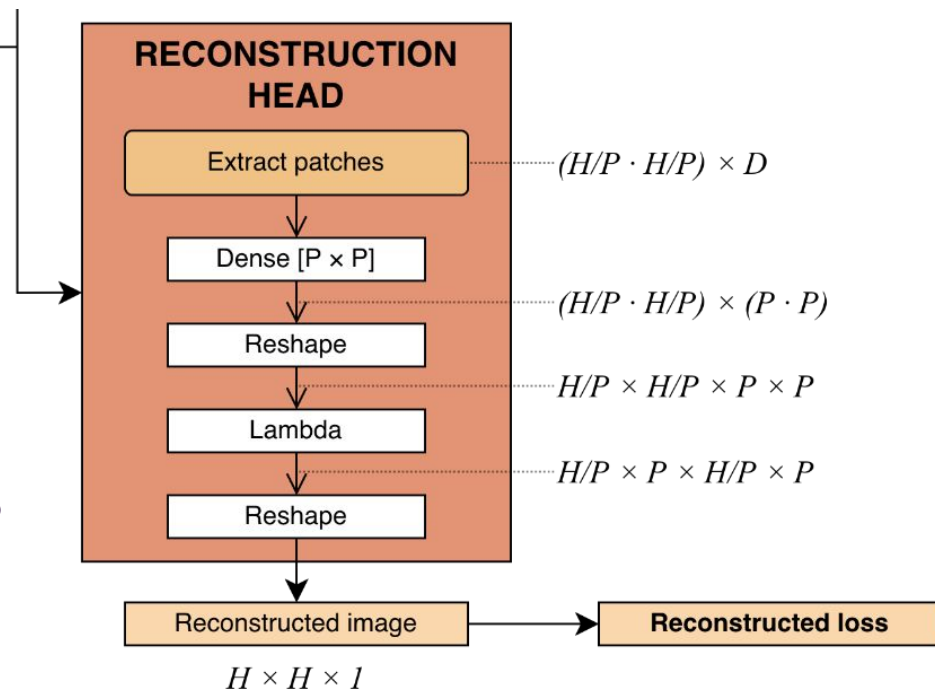 RECONSTRUCTION
HEAD
Extract patches
(H/P · H/P) × D
Dense [P × P]
(H/P · H/P) × (P · P)
Reshape
H/P × H/P × P × P
Lambda
H/P × P × H/P × P
Reshape
Reconstructed image
Reconstructed loss
H × H × 1